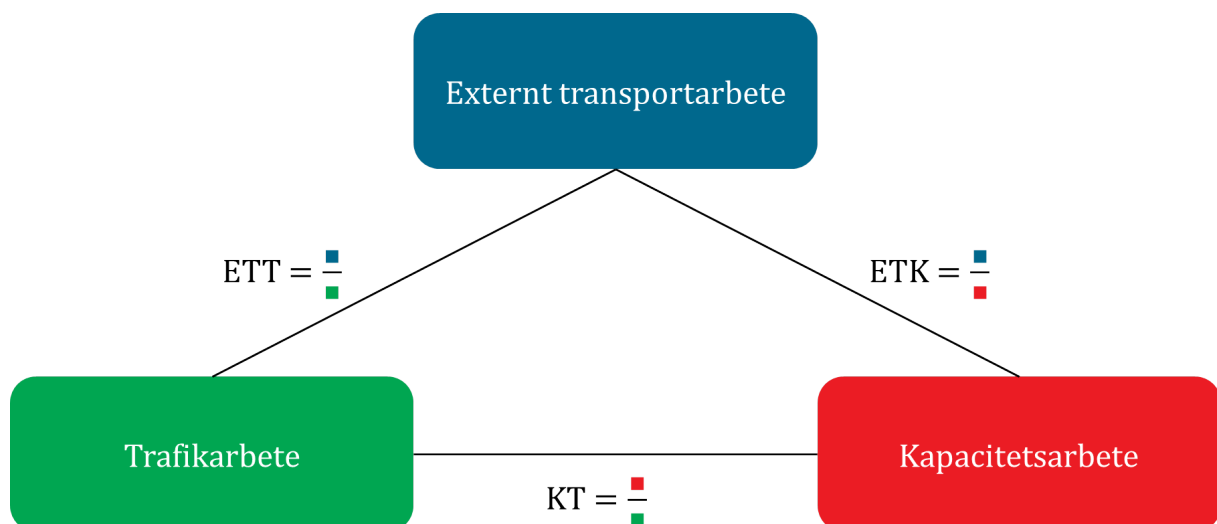 Externt transportarbete
ETT = ■/■
ETK = ■/■
Trafikarbete
Kapacitetsarbete
KT = ■/■